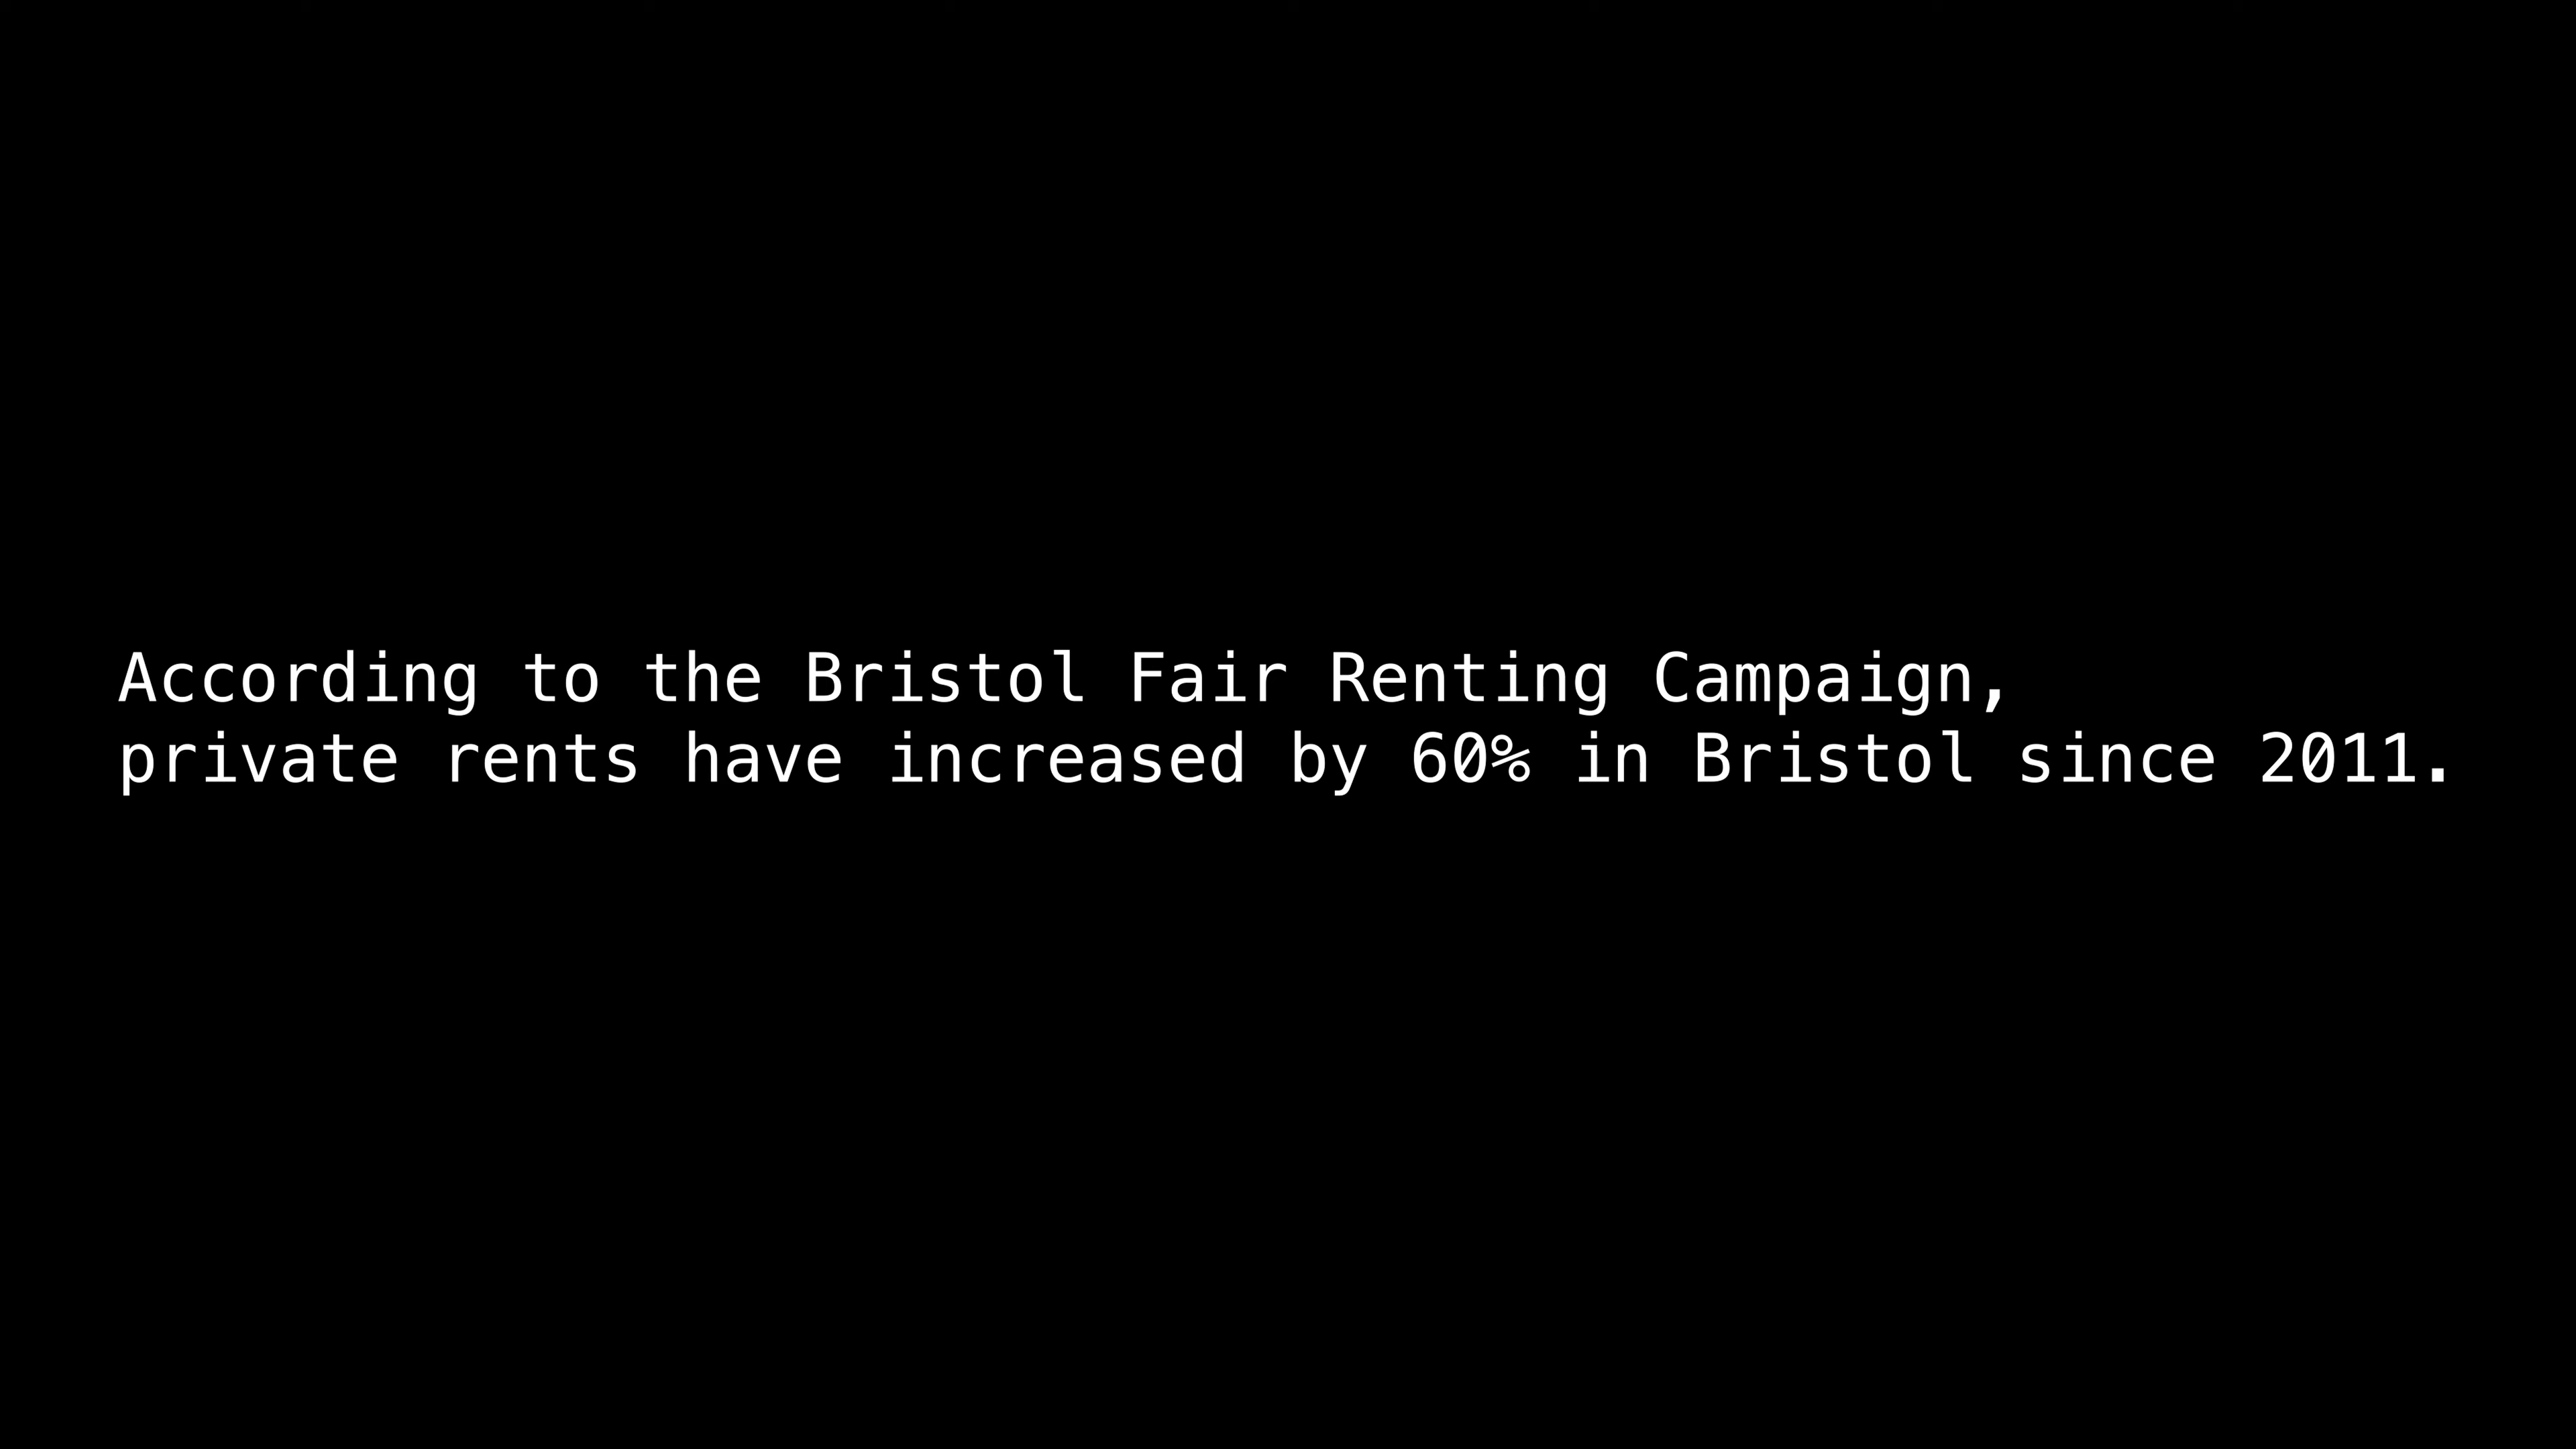 According to the Bristol Fair Renting Campaign,
private rents have increased by 60% in Bristol since 2011.